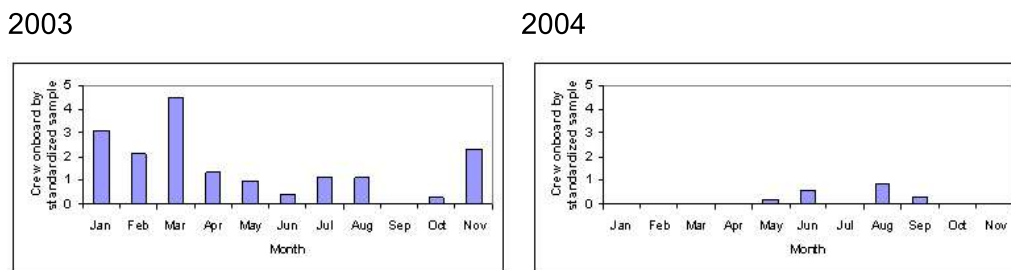 2003
2004
Crew onboard by
standardized sample
5
4
3
2
1
0
Jan Feb Mar Apr May Jun Jul Aug Sep Oct Nov
Month
Crew onboard by
standardized sample
5
4
3
2
1
0
Jan Feb Mar Apr May Jun Jul Aug Sep Oct Nov
Month